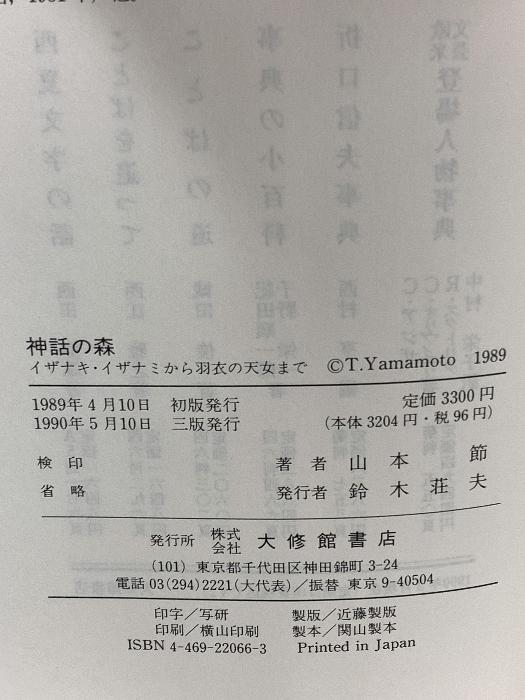 神話の森
イザナキ・イザナミから羽衣の天女まで ©T.Yamamoto 1989
1989年4月10日 初版発行 定価3300円
1990年5月10日 三版発行 (本体3204円・税96円)
検印 著者 山本 節
省略 発行者 鈴木荘夫
発行所 株式会社 大修館書店
(101) 東京都千代田区神田錦町3-24
電話03(294)2221(大代表)／振替 東京9-40504
印字／写研 製版／近藤製版
印刷／横山印刷 製本／関山製本
ISBN 4-469-22066-3 Printed in Japan